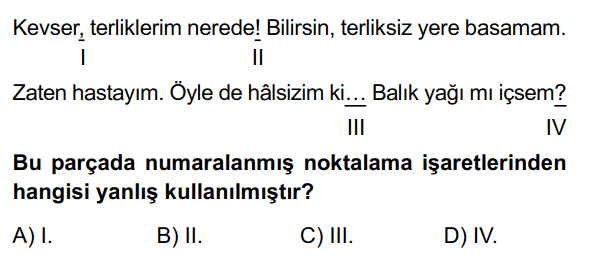 Kevser, terliklerim nerede! Bilirsin, terliksiz yere basamam.
I II
Zaten hastayım. Öyle de hâlsizim ki... Balık yağı mı içsem?
III IV
Bu parçada numaralanmış noktalama işaretlerinden
hangisi yanlış kullanılmıştır?
A) I. B) II. C) III. D) IV.